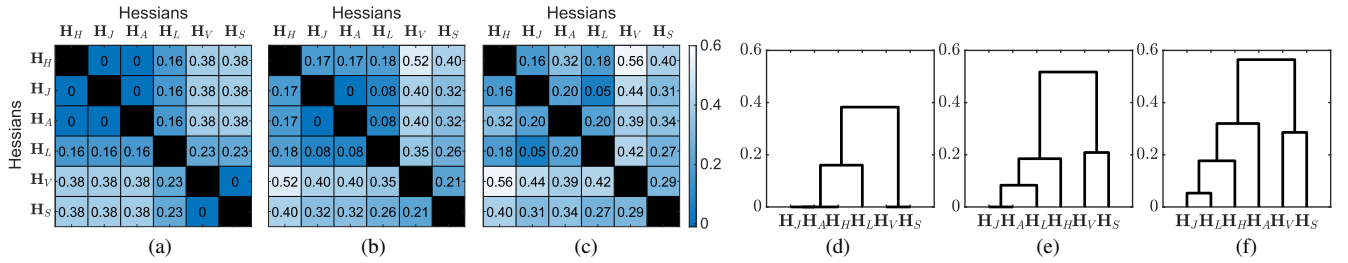 Hessians Hessians Hessians
H_H H_J H_A H_L H_V H_S H_H H_J H_A H_L H_V H_S H_H H_J H_A H_L H_V H_S
Hessians
H_H 0 0 0.16 0.38 0.38
H_J 0 0 0.16 0.38 0.38
H_A 0 0 0.16 0.38 0.38
H_L 0.16 0.16 0.16 0.23 0.23
H_V 0.38 0.38 0.38 0.23 0
H_S 0.38 0.38 0.38 0.23 0
(a)
0.17 0.17 0.18 0.52 0.40
0.17 0 0.08 0.40 0.32
0.17 0 0.08 0.40 0.32
0.18 0.08 0.08 0.35 0.26
0.52 0.40 0.40 0.35 0.21
0.40 0.32 0.32 0.26 0.21
(b)
0.16 0.32 0.18 0.56 0.40
0.16 0.20 0.05 0.44 0.31
0.32 0.20 0.20 0.39 0.34
0.18 0.05 0.20 0.42 0.27
0.56 0.44 0.39 0.42 0.29
0.40 0.31 0.34 0.27 0.29
(c)
0.6
0.4
0.2
0
0.6
0.4
0.2
0
H_J H_A H_H H_L H_V H_S
(d)
0.6
0.4
0.2
0
H_J H_A H_L H_H H_V H_S
(e)
0.6
0.4
0.2
0
H_J H_L H_H H_A H_V H_S
(f)